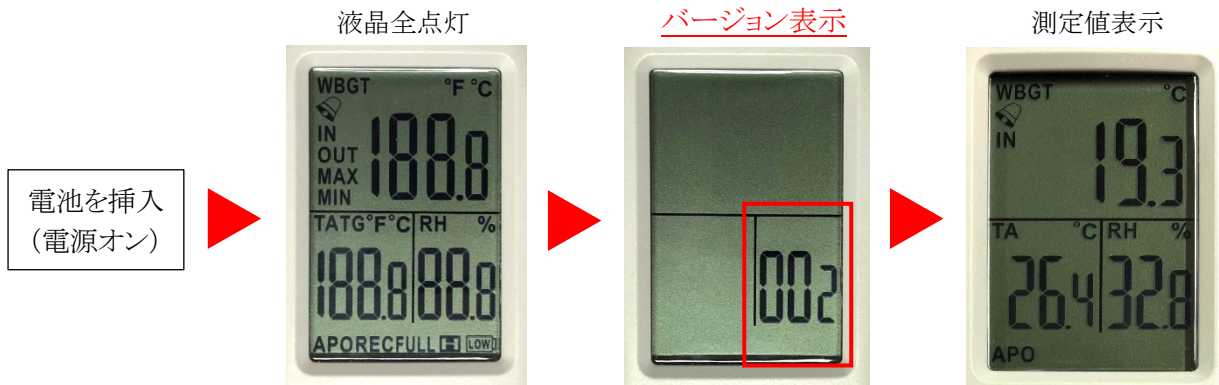 液晶全点灯
バージョン表示
測定値表示
電池を挿入
(電源オン)
WBGT °F °C
IN
OUT
MAX
MIN
188.8
TATG°F°C RH %
188.8 88.8
APORECFULL H LOW
002
WBGT °C
IN
19.3
TA °C RH %
26.4 32.8
APO